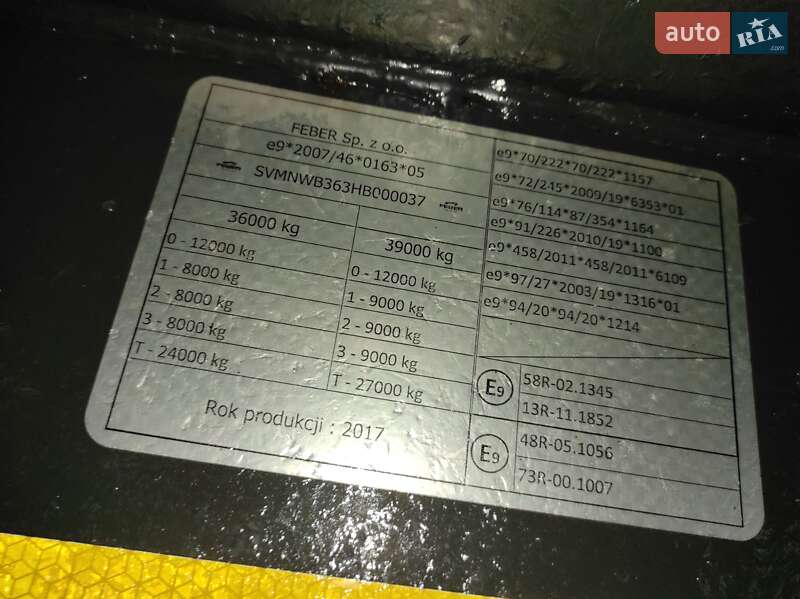 auto RIA.com
FEBER Sp. z o.o.
e9*2007/46*0163*05
FEBER SVMNWB363HB000037 FEBER
36000 kg
0 - 12000 kg
1 - 8000 kg
2 - 8000 kg
3 - 8000 kg
T - 24000 kg
39000 kg
0 - 12000 kg
1 - 9000 kg
2 - 9000 kg
3 - 9000 kg
T - 27000 kg
Rok produkcji : 2017
e9*70/222*70/222*1157
e9*72/245*2009/19*6353*01
e9*76/114*87/354*1164
e9*91/226*2010/19*1100
e9*458/2011*458/2011*6109
e9*97/27*2003/19*1316*01
e9*94/20*94/20*1214
E9
58R-02.1345
13R-11.1852
E9
48R-05.1056
73R-00.1007